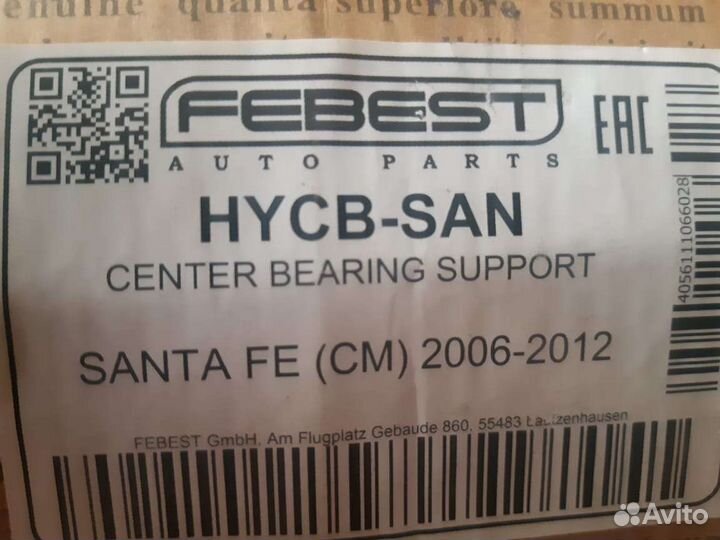 enuine qualità superiore summum
FEBEST
AUTO PARTS
EAC
HYCB-SAN
CENTER BEARING SUPPORT
SANTA FE (CM) 2006-2012
4056111066028
FEBEST GmbH, Am Flugplatz Gebaude 860, 55483 Lautzenhausen
Avito